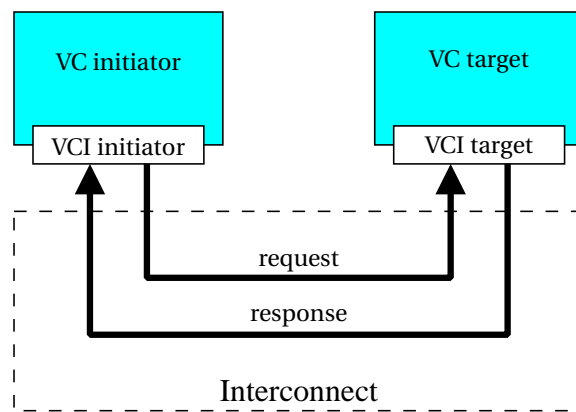 VC initiator
VC target
VCI initiator
VCI target
request
response
Interconnect